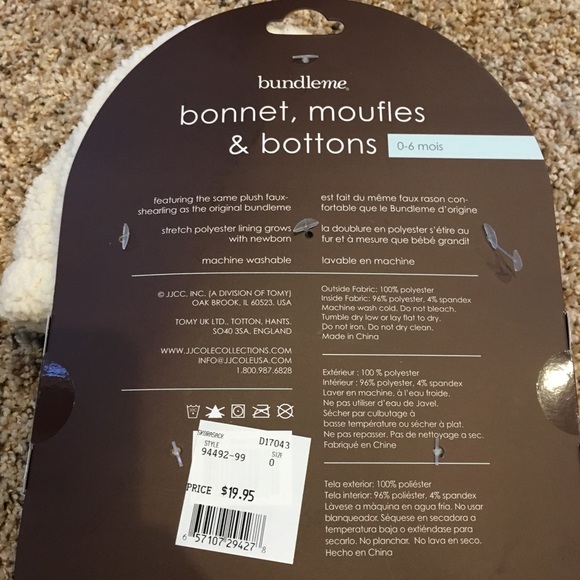 bundleme.
bonnet, moufles
& bottons
0-6 mois
featuring the same plush faux-
shearling as the original bundleme
stretch polyester lining grows
with newborn
machine washable
est fait du même faux rason con-
fortable que le Bundleme d'origine
la doublure en polyester s'étire au
fur et à mesure que bébé grandit
lavable en machine
© JJCC. INC. (A DIVISION OF TOMY)
OAK BROOK, IL 60523. USA
TOMY UK LTD., TOTTON, HANTS,
SO40 3SA, ENGLAND
WWW.JJCOLECOLLECTIONS.COM
INFO@JJCOLEUSA.COM
1.800.987.6828
Outside Fabric: 100% polyester
Inside Fabric: 96% polyester, 4% spandex
Machine wash cold. Do not bleach.
Tumble dry low or lay flat to dry.
Do not iron. Do not dry clean.
Made in China
Extérieur : 100 % polyester
Intérieur : 96% polyester, 4% spandex
Laver en machine, à l'eau froide.
Ne pas utiliser d'eau de Javel.
Sécher par culbutage à
basse température ou sécher à plat.
Ne pas repasser. Pas de nettoyage a sec.
Fabriqué en Chine
Tela exterior: 100% poliéster
Tela interior: 96% poliéster, 4% spandex
Làvese a màquina en agua fria. No usar
blanqueador. Séquese en secadora a
temperatura baja o extiéndase para
secarlo. No planchar. No lava en seco.
Hecho en China
D17043
STYLE
SIZE
94492-99
0
PRICE $19.95
6 57107 29427 8